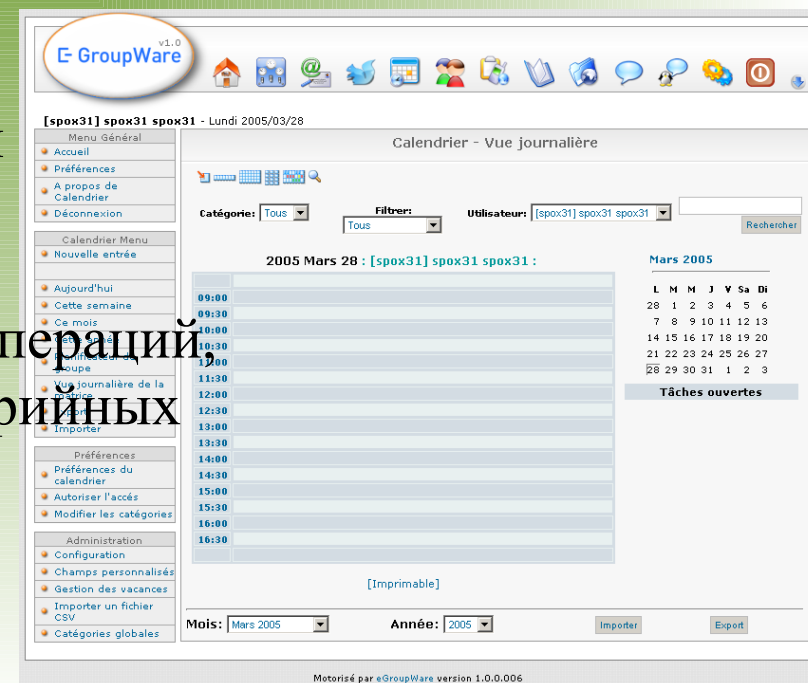 v1.0
E- GroupWare
[spox31] spox31 spox31 - Lundi 2005/03/28
Menu Général
Accueil
Préférences
A propos de
Calendrier
Déconnexion
Calendrier Menu
Nouvelle entrée
Aujourd'hui
Cette semaine
Ce mois
Cette année
Planificateur de
groupe
Vue journalière de la
matrice
Export
Importer
пераций,
рийных
Préférences
Préférences du
calendrier
Autoriser l'accés
Modifier les catégories
Administration
Configuration
Champs personnalisés
Gestion des vacances
Importer un fichier
CSV
Catégories globales
Calendrier - Vue journalière
Catégorie: Tous
Filtrer:
Tous
Utilisateur: [spox31] spox31 spox31
Rechercher
2005 Mars 28 : [spox31] spox31 spox31 :
09:00
09:30
10:00
10:30
11:00
11:30
12:00
12:30
13:00
13:30
14:00
14:30
15:00
15:30
16:00
16:30
Mars 2005
L M M J V Sa Di
28 1 2 3 4 5 6
7 8 9 10 11 12 13
14 15 16 17 18 19 20
21 22 23 24 25 26 27
28 29 30 31 1 2 3
Tâches ouvertes
[Imprimable]
Mois: Mars 2005 Année: 2005 Importer Export
Motorisé par eGroupWare version 1.0.0.006